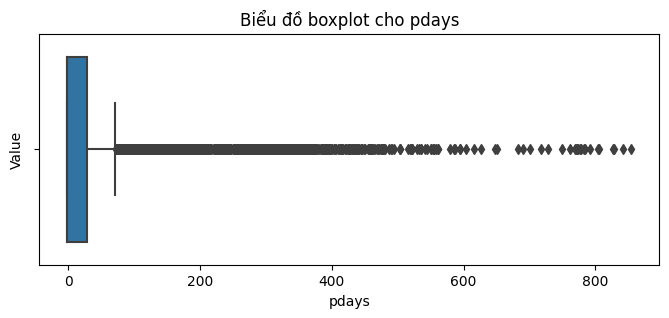 Biểu đồ boxplot cho pdays
Value
0 200 400 600 800
pdays